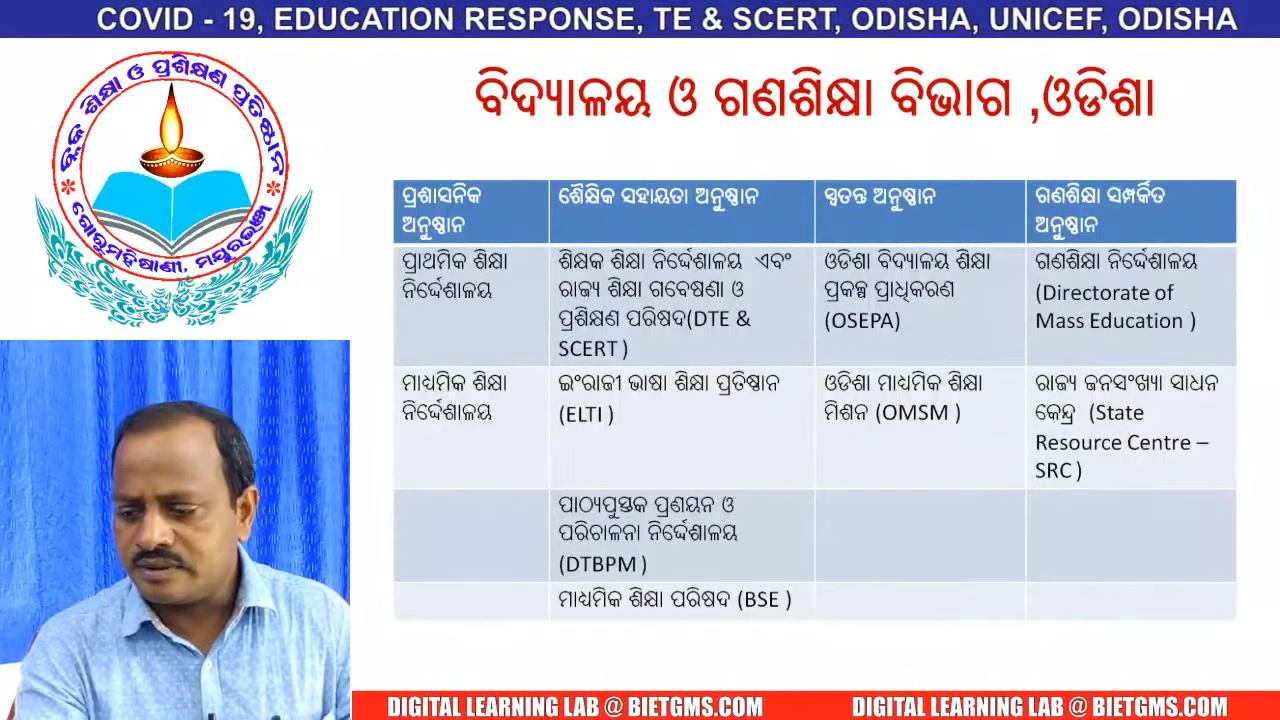 COVID - 19, EDUCATION RESPONSE, TE & SCERT, ODISHA, UNICEF, ODISHA
ବ୍ଲକ ଶିକ୍ଷା ଓ ପ୍ରଶିକ୍ଷଣ ପ୍ରତିଷ୍ଠାନ
ଗୋରୁମହିଷାଣୀ, ମୟୂରଭଞ୍ଜ
ବିଦ୍ୟାଳୟ ଓ ଗଣଶିକ୍ଷା ବିଭାଗ ,ଓଡିଶା
ପ୍ରଶାସନିକ
ଅନୁଷ୍ଠାନ
ଶୈକ୍ଷିକ ସହାୟତା ଅନୁଷ୍ଠାନ
ସ୍ୱତନ୍ତ ଅନୁଷ୍ଠାନ
ଗଣଶିକ୍ଷା ସମ୍ପର୍କିତ
ଅନୁଷ୍ଠାନ
ପ୍ରାଥମିକ ଶିକ୍ଷା
ନିର୍ଦ୍ଦେଶାଳୟ
ଶିକ୍ଷକ ଶିକ୍ଷା ନିର୍ଦ୍ଦେଶାଳୟ ଏବଂ
ରାଜ୍ୟ ଶିକ୍ଷା ଗବେଷଣା ଓ
ପ୍ରଶିକ୍ଷଣ ପରିଷଦ(DTE &
SCERT )
ଓଡିଶା ବିଦ୍ୟାଳୟ ଶିକ୍ଷା
ପ୍ରକଳ୍ପ ପ୍ରାଧିକରଣ
(OSEPA)
ଗଣଶିକ୍ଷା ନିର୍ଦ୍ଦେଶାଳୟ
(Directorate of
Mass Education )
ମାଧ୍ୟମିକ ଶିକ୍ଷା
ନିର୍ଦ୍ଦେଶାଳୟ
ଇଂରାଜୀ ଭାଷା ଶିକ୍ଷା ପ୍ରତିଷ୍ଠାନ
(ELTI )
ଓଡିଶା ମାଧ୍ୟମିକ ଶିକ୍ଷା
ମିଶନ (OMSM )
ରାଜ୍ୟ ଜନସଂଖ୍ୟା ସାଧନ
କେନ୍ଦ୍ର (State
Resource Centre –
SRC )
ପାଠ୍ୟପୁସ୍ତକ ପ୍ରଣୟନ ଓ
ପରିଚାଳନା ନିର୍ଦ୍ଦେଶାଳୟ
(DTBPM )
ମାଧ୍ୟମିକ ଶିକ୍ଷା ପରିଷଦ (BSE )
DIGITAL LEARNING LAB @ BIETGMS.COM DIGITAL LEARNING LAB @ BIETGMS.COM